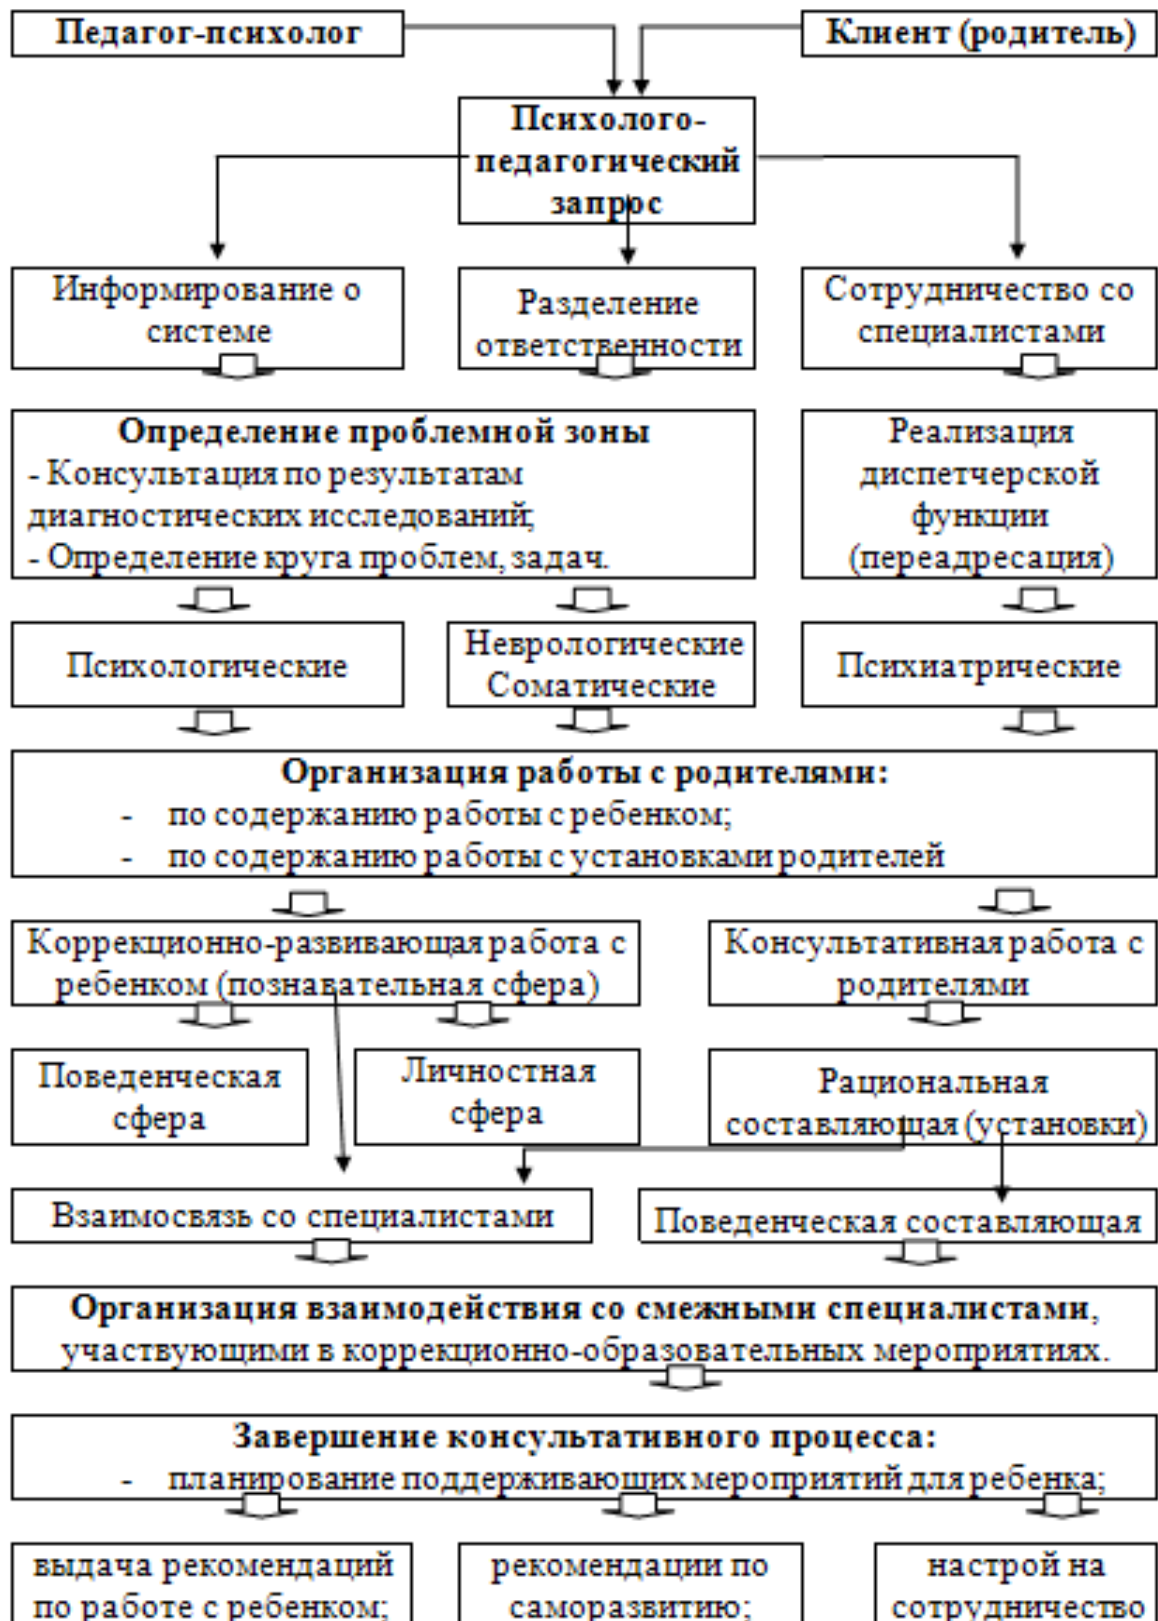 Педагог-психолог
Клиент (родитель)
Психолого-
педагогический
запрос
Информирование о
системе
Разделение
ответственности
Сотрудничество со
специалистами
Определение проблемной зоны
- Консультация по результатам
диагностических исследований;
- Определение круга проблем, задач.
Реализация
диспетчерской
функции
(переадресация)
Психологические
Неврологические
Соматические
Психиатрические
Организация работы с родителями:
- по содержанию работы с ребенком;
- по содержанию работы с установками родителей
Коррекционно-развивающая работа с
ребенком (познавательная сфера)
Консультативная работа с
родителями
Поведенческая
сфера
Личностная
сфера
Рациональная
составляющая (установки)
Взаимосвязь со специалистами
Поведенческая составляющая
Организация взаимодействия со смежными специалистами,
участвующими в коррекционно-образовательных мероприятиях.
Завершение консультативного процесса:
- планирование поддерживающих мероприятий для ребенка;
выдача рекомендаций
по работе с ребенком;
рекомендации по
саморазвитию;
настрой на
сотрудничество